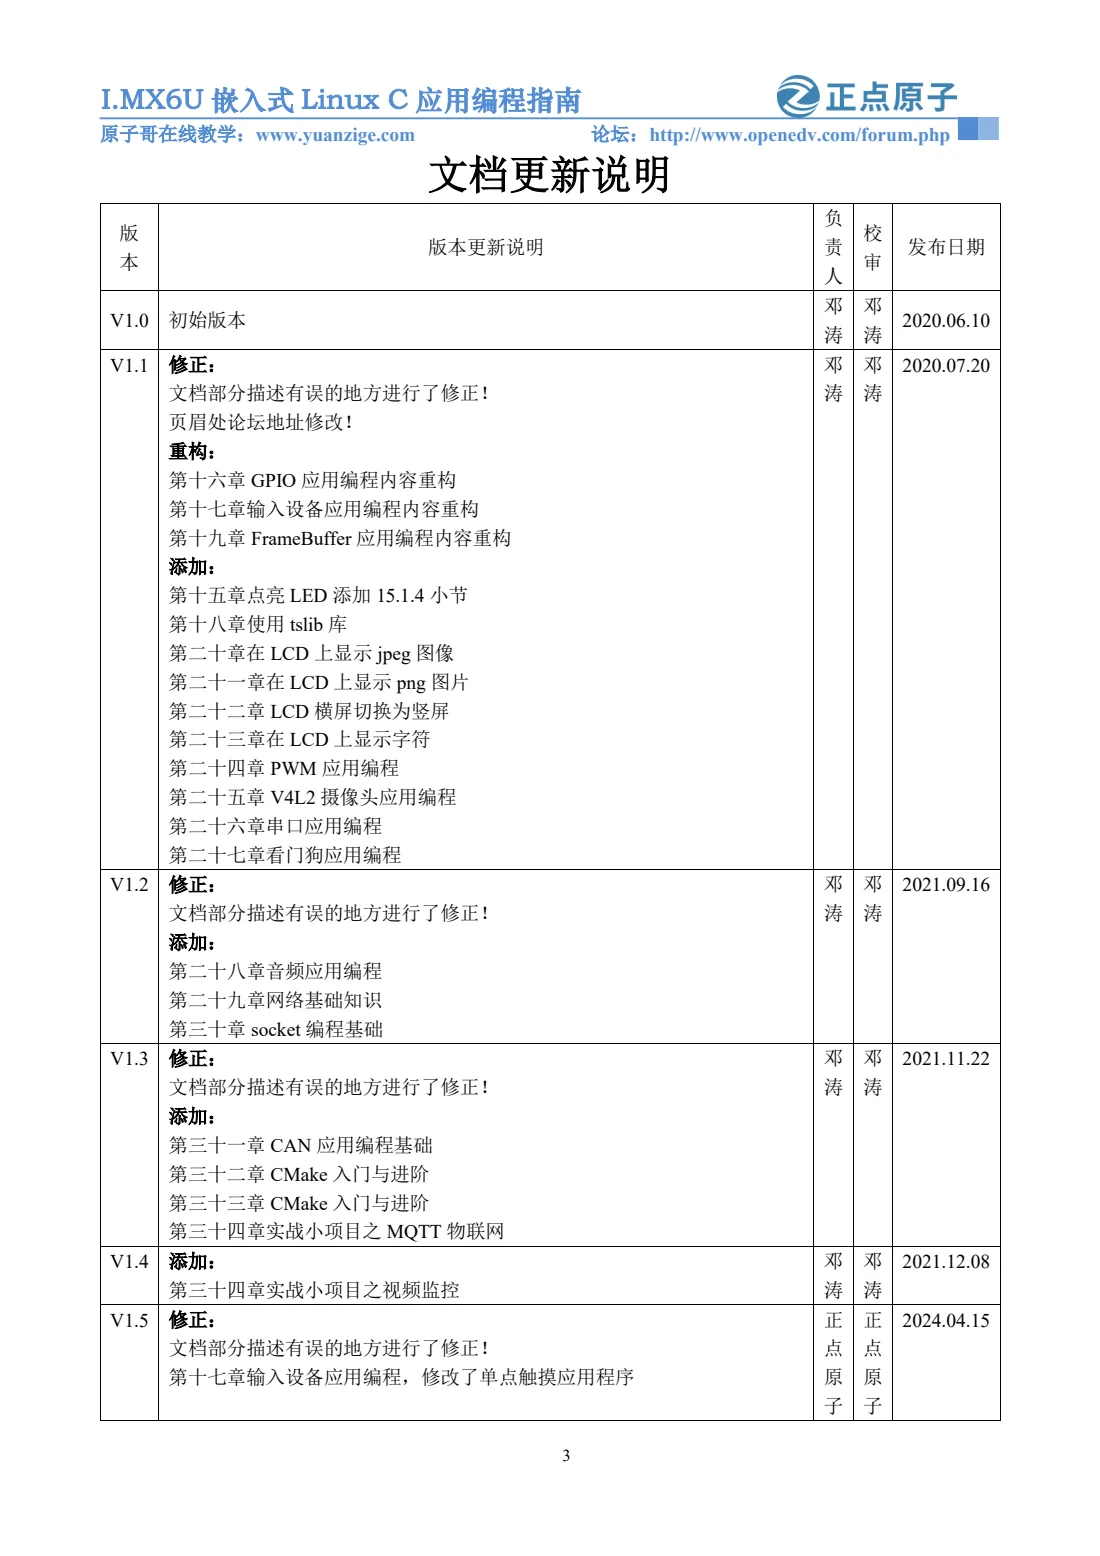 I.MX6U 嵌入式 Linux C 应用编程指南
正点原子
原子哥在线教学：www.yuanzige.com 论坛：http://www.openedv.com/forum.php
文档更新说明
版本 版本更新说明 负责人 校审 发布日期
V1.0 初始版本 邓涛 邓涛 2020.06.10
V1.1 修正： 邓涛 邓涛 2020.07.20
文档部分描述有误的地方进行了修正！
页眉处论坛地址修改！
重构：
第十六章 GPIO 应用编程内容重构
第十七章输入设备应用编程内容重构
第十九章 FrameBuffer 应用编程内容重构
添加：
第十五章点亮 LED 添加 15.1.4 小节
第十八章使用 tslib 库
第二十章在 LCD 上显示 jpeg 图像
第二十一章在 LCD 上显示 png 图片
第二十二章 LCD 横屏切换为竖屏
第二十三章在 LCD 上显示字符
第二十四章 PWM 应用编程
第二十五章 V4L2 摄像头应用编程
第二十六章串口应用编程
第二十七章看门狗应用编程
V1.2 修正： 邓涛 邓涛 2021.09.16
文档部分描述有误的地方进行了修正！
添加：
第二十八章音频应用编程
第二十九章网络基础知识
第三十章 socket 编程基础
V1.3 修正： 邓涛 邓涛 2021.11.22
文档部分描述有误的地方进行了修正！
添加：
第三十一章 CAN 应用编程基础
第三十二章 CMake 入门与进阶
第三十三章 CMake 入门与进阶
第三十四章实战小项目之 MQTT 物联网
V1.4 添加： 邓涛 邓涛 2021.12.08
第三十四章实战小项目之视频监控
V1.5 修正： 正点原子 正点原子 2024.04.15
文档部分描述有误的地方进行了修正！
第十七章输入设备应用编程，修改了单点触摸应用程序
3